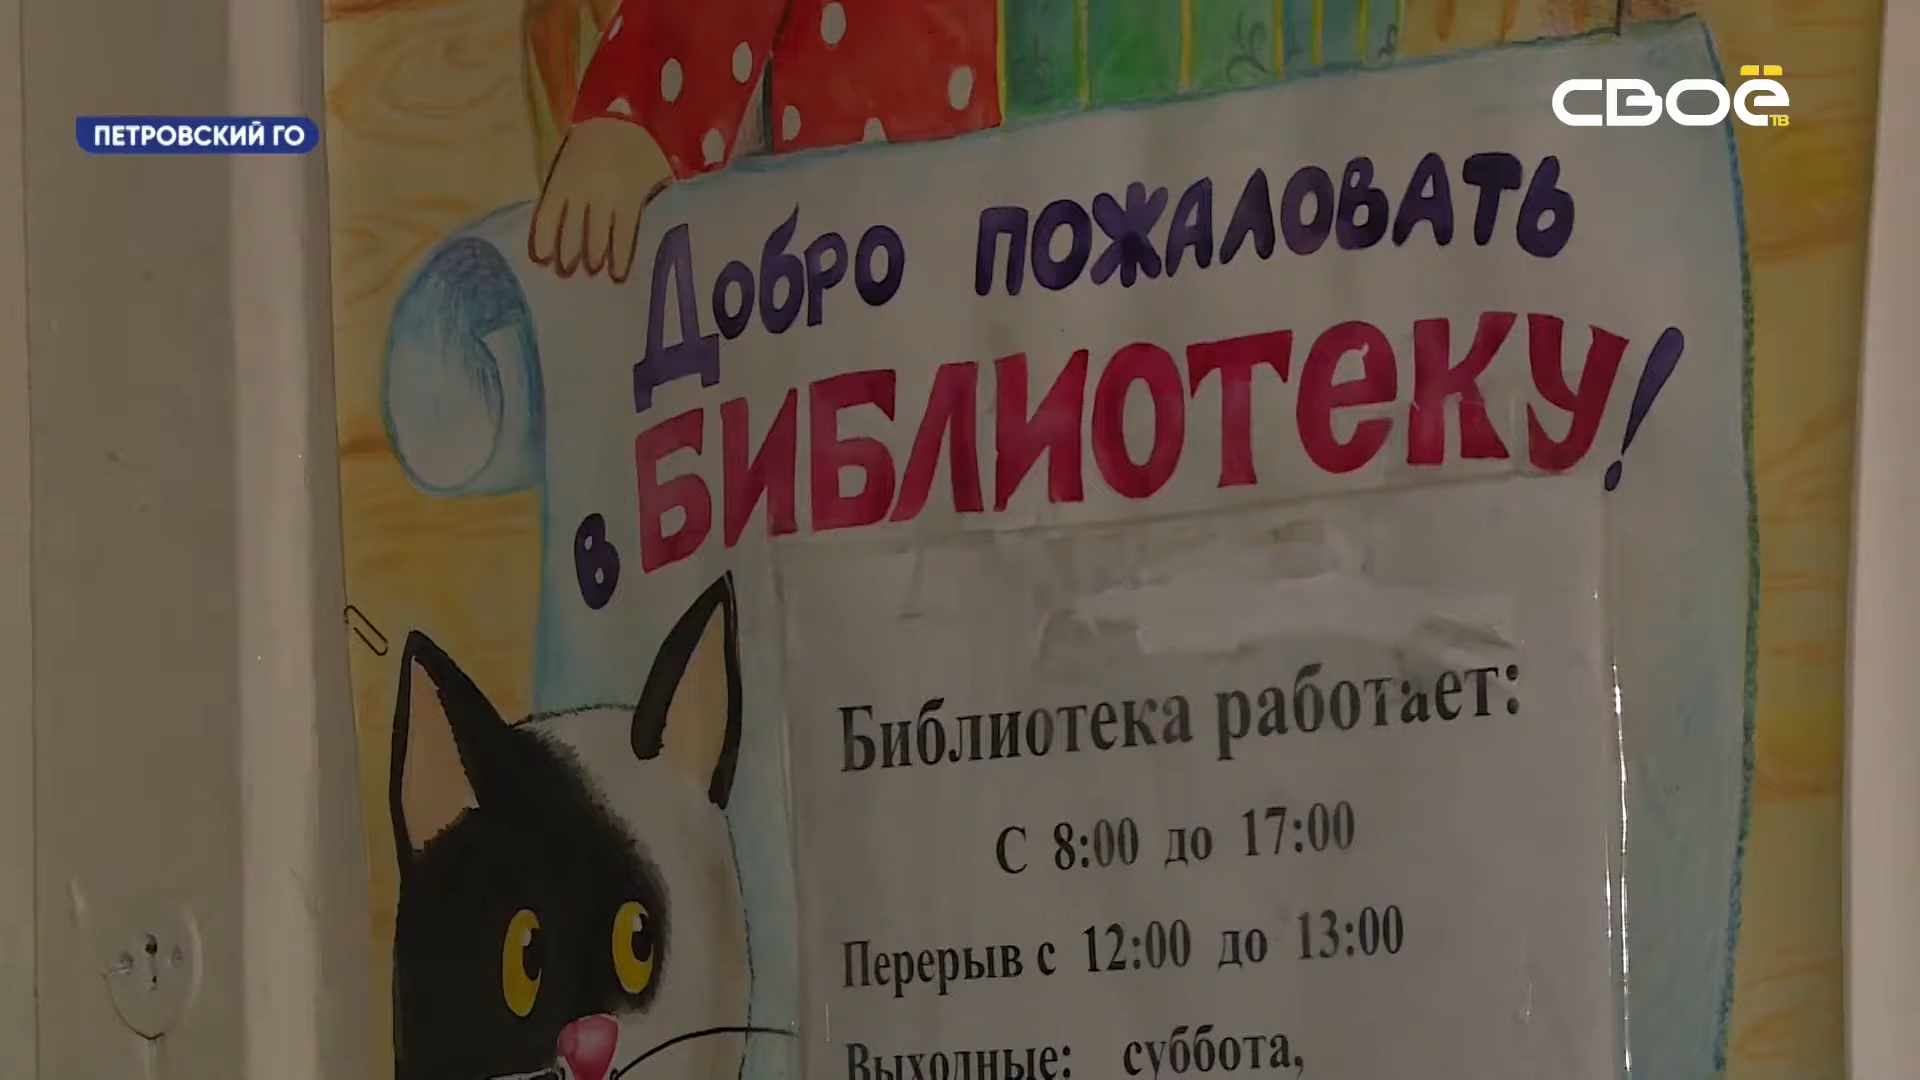 ПЕТРОВСКИЙ ГО
СВОЁ
ТВ
Добро пожаловать
в БИБЛИОТЕКУ!
Библиотека работает:
С 8:00 до 17:00
Перерыв с 12:00 до 13:00
Выходные: суббота,